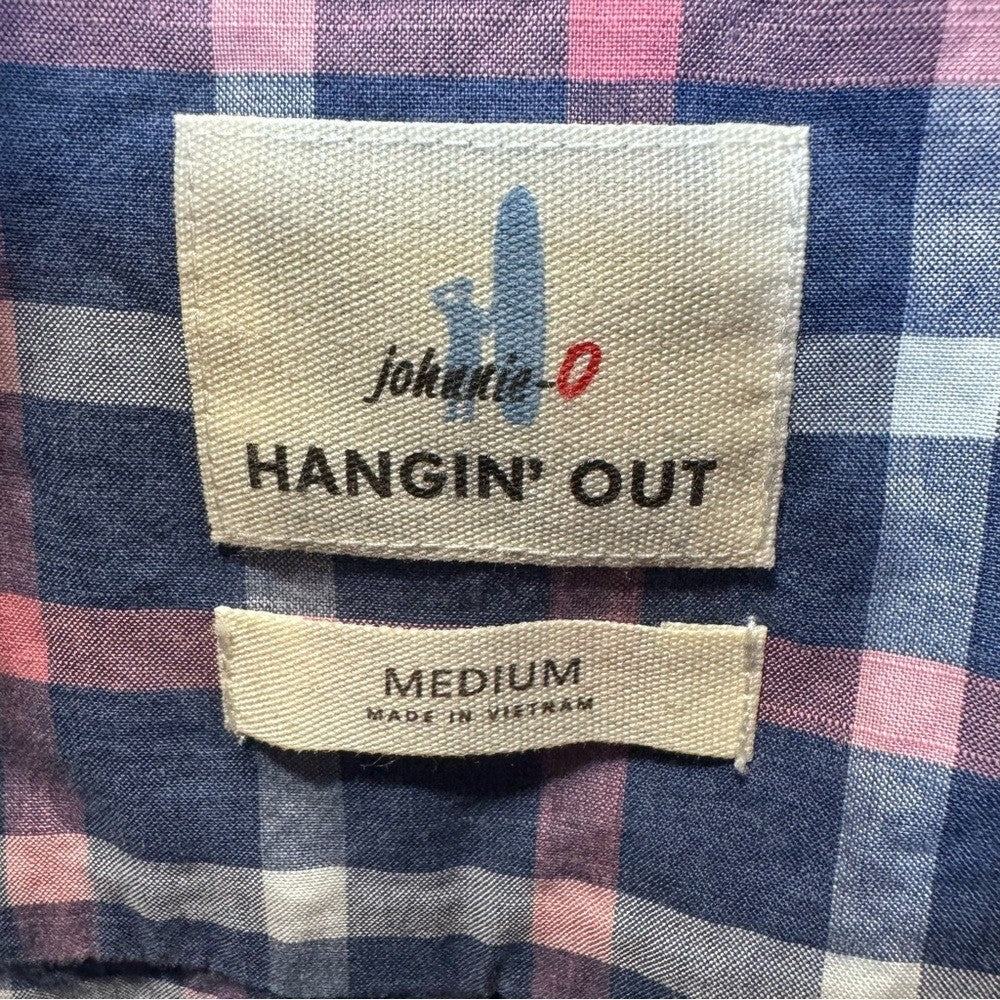 johnnie-O
HANGIN' OUT
MEDIUM
MADE IN VIETNAM